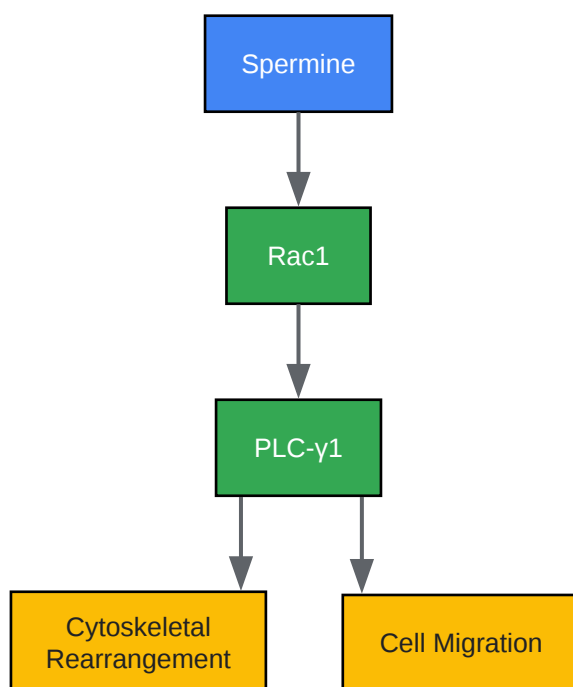 Spermine
Rac1
PLC-γ1
Cytoskeletal
Rearrangement
Cell Migration